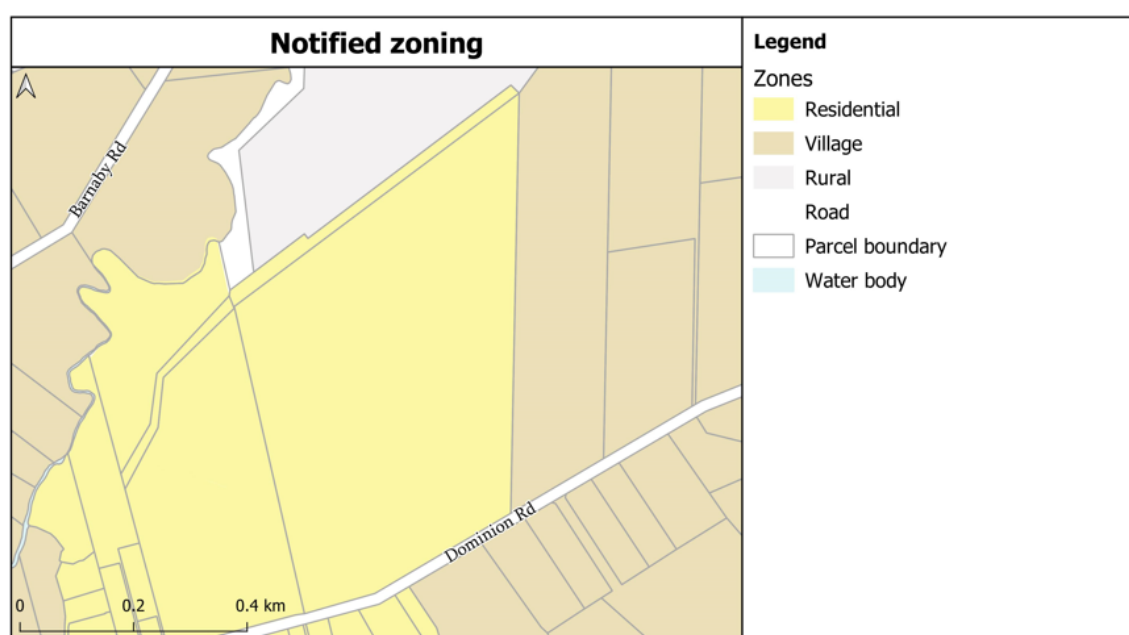 Notified zoning
Barnaby Rd
Dominion Rd
0 0.2 0.4 km
Legend
Zones
Residential
Village
Rural
Road
Parcel boundary
Water body